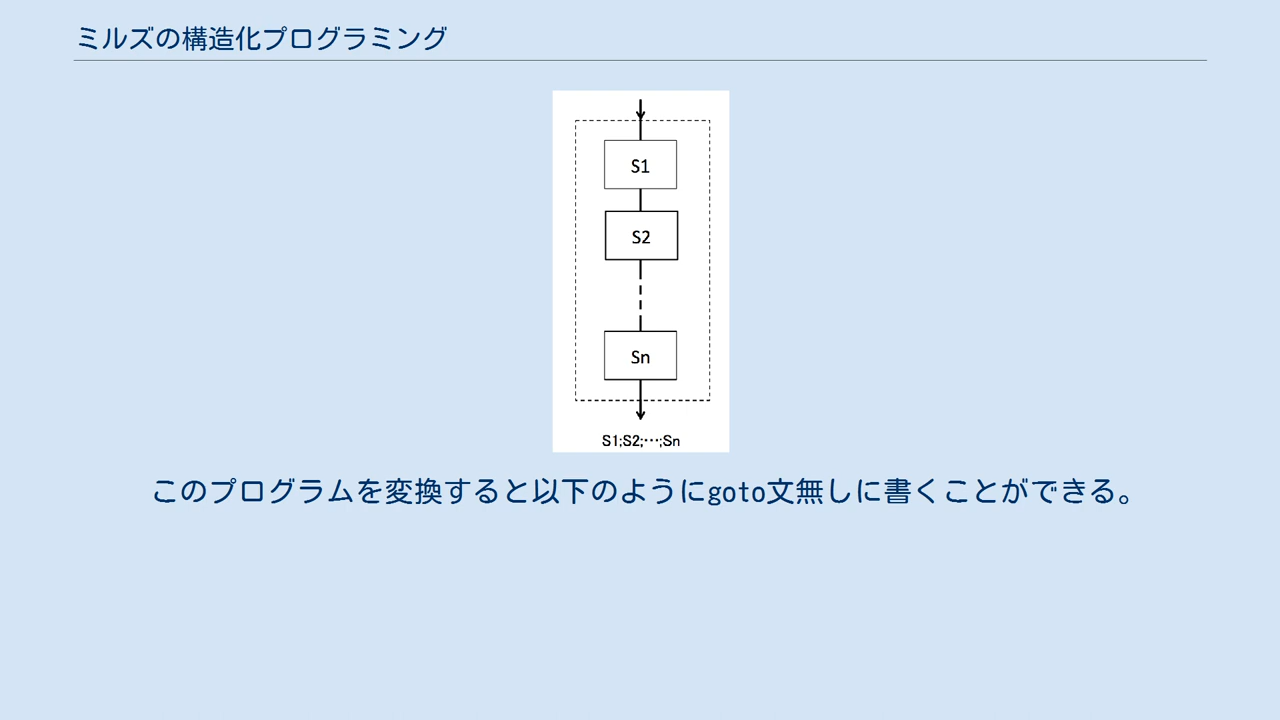 ミルズの構造化プログラミング
S1
S2
Sn
S1;S2;…;Sn
このプログラムを変換すると以下のようにgoto文無しに書くことができる。